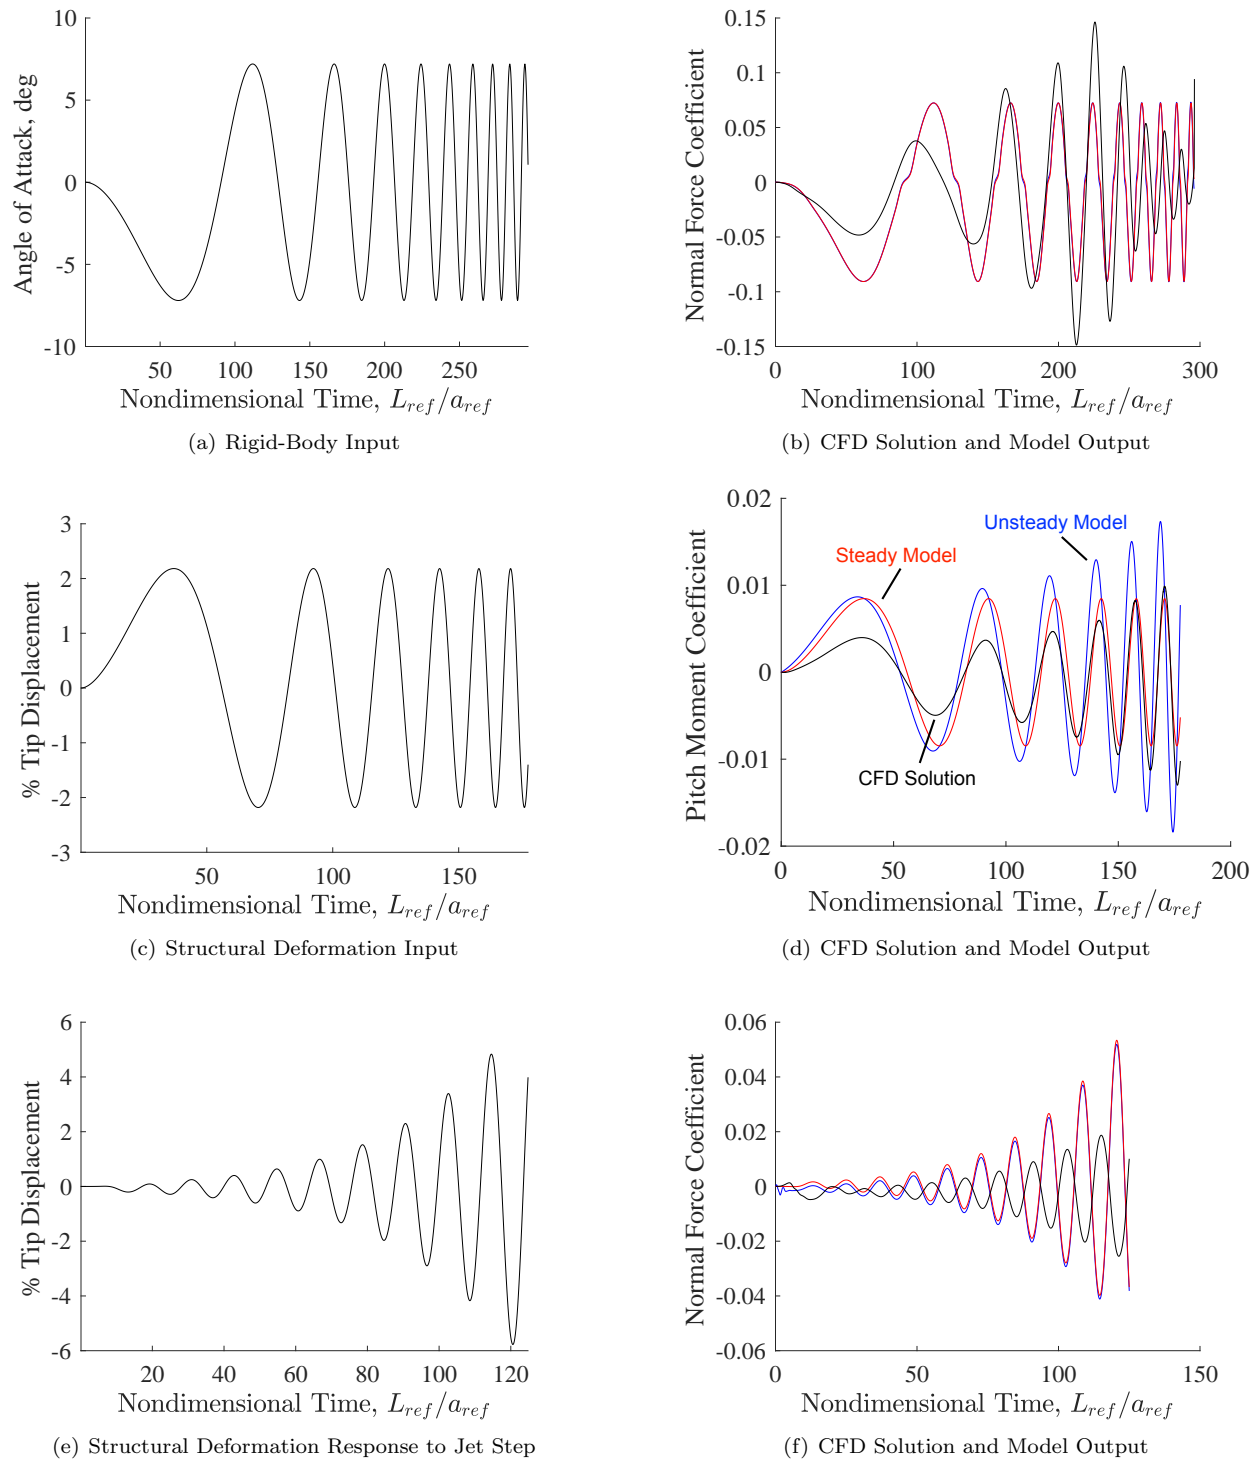 10
5
0
-5
-10
Angle of Attack, deg
50 100 150 200 250
Nondimensional Time, L_ref/a_ref
(a) Rigid-Body Input
0.15
0.1
0.05
0
-0.05
-0.1
-0.15
Normal Force Coefficient
0 100 200 300
Nondimensional Time, L_ref/a_ref
(b) CFD Solution and Model Output
3
2
1
0
-1
-2
-3
% Tip Displacement
50 100 150
Nondimensional Time, L_ref/a_ref
(c) Structural Deformation Input
0.02
0.01
0
-0.01
-0.02
Pitch Moment Coefficient
Unsteady Model
Steady Model
CFD Solution
0 50 100 150 200
Nondimensional Time, L_ref/a_ref
(d) CFD Solution and Model Output
6
4
2
0
-2
-4
-6
% Tip Displacement
20 40 60 80 100 120
Nondimensional Time, L_ref/a_ref
(e) Structural Deformation Response to Jet Step
0.06
0.04
0.02
0
-0.02
-0.04
-0.06
Normal Force Coefficient
0 50 100 150
Nondimensional Time, L_ref/a_ref
(f) CFD Solution and Model Output